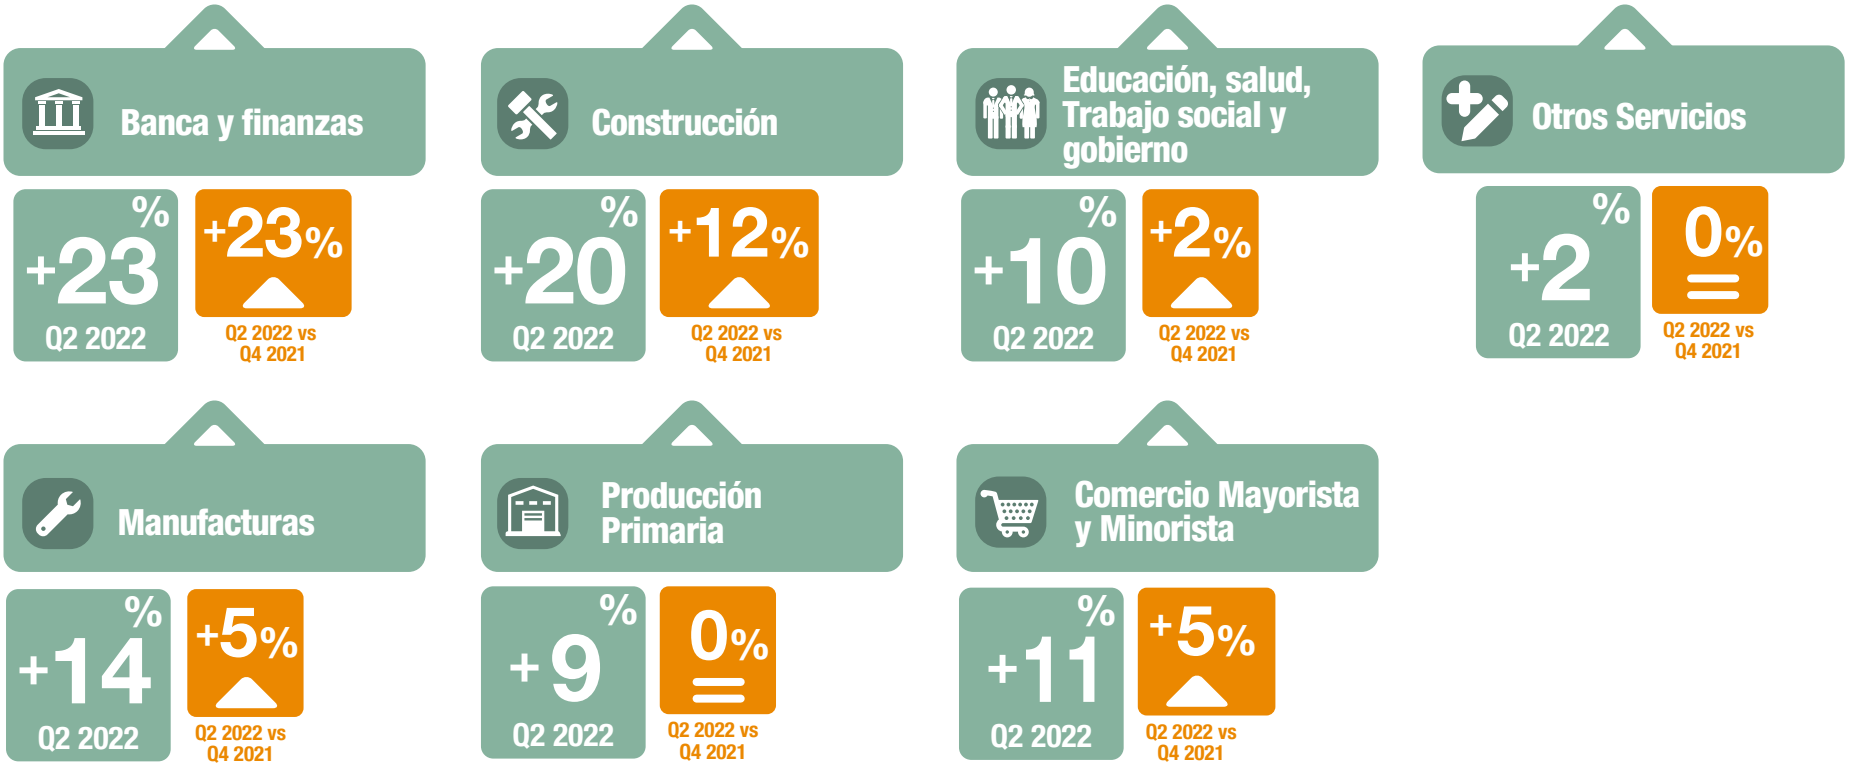 Banca y finanzas
+23%
Q2 2022
+23%
Q2 2022 vs
Q4 2021
Construcción
+20%
Q2 2022
+12%
Q2 2022 vs
Q4 2021
Educación, salud,
Trabajo social y
gobierno
+10%
Q2 2022
+2%
Q2 2022 vs
Q4 2021
Otros Servicios
+2%
Q2 2022
0%
=
Q2 2022 vs
Q4 2021
Manufacturas
+14%
Q2 2022
+5%
Q2 2022 vs
Q4 2021
Producción
Primaria
+9%
Q2 2022
0%
=
Q2 2022 vs
Q4 2021
Comercio Mayorista
y Minorista
+11%
Q2 2022
+5%
Q2 2022 vs
Q4 2021